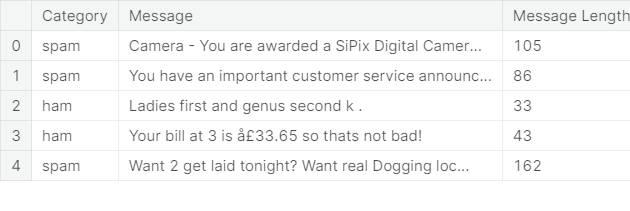 Category Message Message Length
0 spam Camera - You are awarded a SiPix Digital Camer... 105
1 spam You have an important customer service announc... 86
2 ham Ladies first and genus second k . 33
3 ham Your bill at 3 is å£33.65 so thats not bad! 43
4 spam Want 2 get laid tonight? Want real Dogging loc... 162